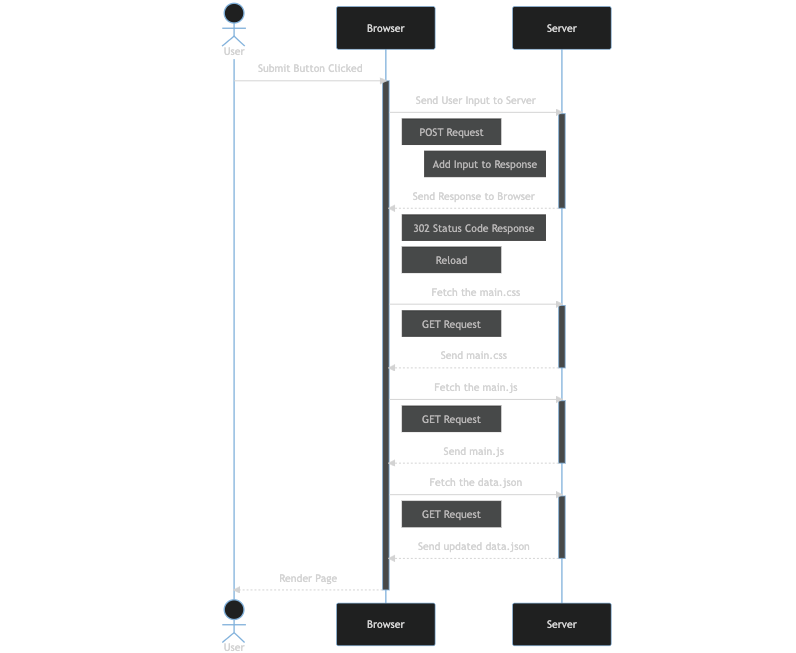 User
Browser
Server
Submit Button Clicked
Send User Input to Server
POST Request
Add Input to Response
Send Response to Browser
302 Status Code Response
Reload
Fetch the main.css
GET Request
Send main.css
Fetch the main.js
GET Request
Send main.js
Fetch the data.json
GET Request
Send updated data.json
Render Page
User
Browser
Server